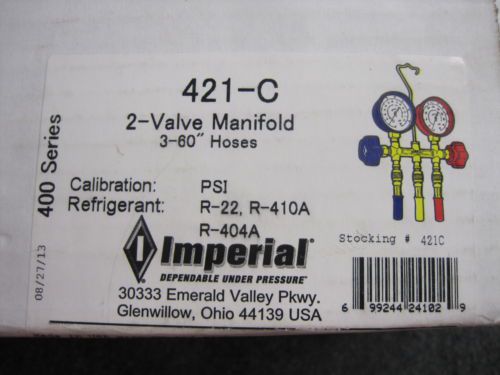 421-C
2-Valve Manifold
3-60" Hoses
400 Series
08/27/13
Calibration: PSI
Refrigerant: R-22, R-410A
R-404A
Imperial
DEPENDABLE UNDER PRESSURE
30333 Emerald Valley Pkwy.
Glenwillow, Ohio 44139 USA
Stocking # 421C
6 99244 24102 9